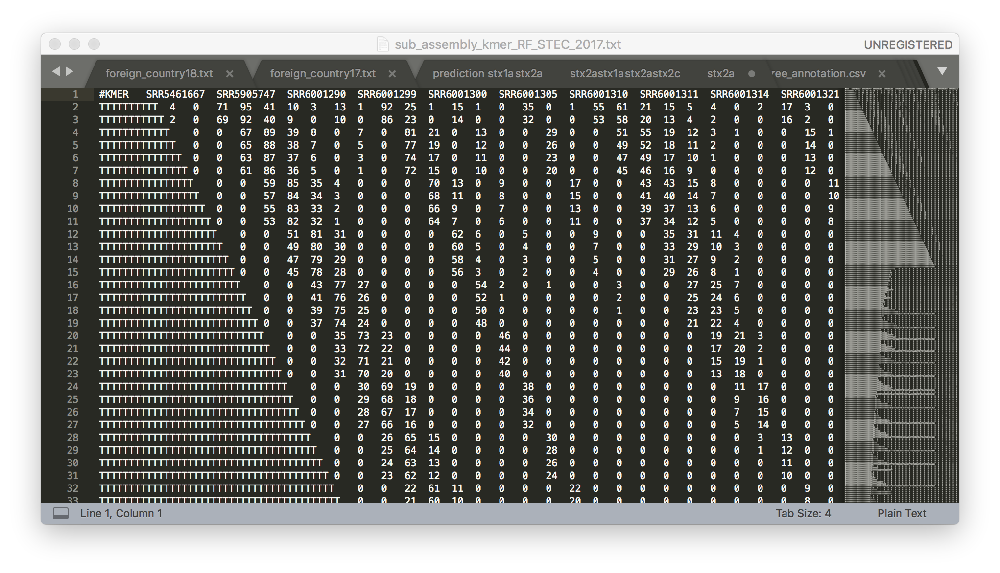 sub_assembly_kmer_RF_STEC_2017.txt
UNREGISTERED
foreign_country18.txt × foreign_country17.txt × prediction stx1a stx2a stx2astx1astx2astx2c stx2a ree_annotation.csv ×
1 #KMER SRR5461667 SRR5905747 SRR6001290 SRR6001299 SRR6001300 SRR6001305 SRR6001310 SRR6001311 SRR6001314 SRR6001321
2 TTTTTTTTTT 4 0 71 95 41 10 3 13 1 92 25 1 15 1 0 35 0 1 55 61 21 15 5 4 0 2 17 3 0
3 TTTTTTTTTTT 2 0 69 92 40 9 0 10 0 86 23 0 14 0 0 32 0 0 53 58 20 13 4 2 0 0 16 2 0
4 TTTTTTTTTTTT 0 0 67 89 39 8 0 7 0 81 21 0 13 0 0 29 0 0 51 55 19 12 3 1 0 0 15 1
5 TTTTTTTTTTTTT 0 0 65 88 38 7 0 5 0 77 19 0 12 0 0 26 0 0 49 52 18 11 2 0 0 0 14 0
6 TTTTTTTTTTTTTT 0 0 63 87 37 6 0 3 0 74 17 0 11 0 0 23 0 0 47 49 17 10 1 0 0 0 13 0
7 TTTTTTTTTTTTTTT 0 0 61 86 36 5 0 1 0 72 15 0 10 0 0 20 0 0 45 46 16 9 0 0 0 0 12 0
8 TTTTTTTTTTTTTTTT 0 0 59 85 35 4 0 0 0 70 13 0 9 0 0 17 0 0 43 43 15 8 0 0 0 0 11
9 TTTTTTTTTTTTTTTTT 0 0 57 84 34 3 0 0 0 68 11 0 8 0 0 15 0 0 41 40 14 7 0 0 0 0 10
10 TTTTTTTTTTTTTTTTTT 0 0 55 83 33 2 0 0 0 66 9 0 7 0 0 13 0 0 39 37 13 6 0 0 0 0 9
11 TTTTTTTTTTTTTTTTTTT 0 0 53 82 32 1 0 0 0 64 7 0 6 0 0 11 0 0 37 34 12 5 0 0 0 0 8
12 TTTTTTTTTTTTTTTTTTTT 0 0 51 81 31 0 0 0 0 62 6 0 5 0 0 9 0 0 35 31 11 4 0 0 0 0
13 TTTTTTTTTTTTTTTTTTTTT 0 0 49 80 30 0 0 0 0 60 5 0 4 0 0 7 0 0 33 29 10 3 0 0 0 0
14 TTTTTTTTTTTTTTTTTTTTTT 0 0 47 79 29 0 0 0 0 58 4 0 3 0 0 5 0 0 31 27 9 2 0 0 0 0
15 TTTTTTTTTTTTTTTTTTTTTTT 0 0 45 78 28 0 0 0 0 56 3 0 2 0 0 4 0 0 29 26 8 1 0 0 0 0
16 TTTTTTTTTTTTTTTTTTTTTTTT 0 0 43 77 27 0 0 0 0 54 2 0 1 0 0 3 0 0 27 25 7 0 0 0 0
17 TTTTTTTTTTTTTTTTTTTTTTTTT 0 0 41 76 26 0 0 0 0 52 1 0 0 0 0 2 0 0 25 24 6 0 0 0 0
18 TTTTTTTTTTTTTTTTTTTTTTTTTT 0 0 39 75 25 0 0 0 0 50 0 0 0 0 0 1 0 0 23 23 5 0 0 0 0
19 TTTTTTTTTTTTTTTTTTTTTTTTTTT 0 0 37 74 24 0 0 0 0 48 0 0 0 0 0 0 0 0 21 22 4 0 0 0 0
20 TTTTTTTTTTTTTTTTTTTTTTTTTTTT 0 0 35 73 23 0 0 0 0 46 0 0 0 0 0 0 0 0 19 21 3 0 0 0
21 TTTTTTTTTTTTTTTTTTTTTTTTTTTTT 0 0 33 72 22 0 0 0 0 44 0 0 0 0 0 0 0 0 17 20 2 0 0 0
22 TTTTTTTTTTTTTTTTTTTTTTTTTTTTTT 0 0 32 71 21 0 0 0 0 42 0 0 0 0 0 0 0 0 15 19 1 0 0 0
23 TTTTTTTTTTTTTTTTTTTTTTTTTTTTTTT 0 0 31 70 20 0 0 0 0 40 0 0 0 0 0 0 0 0 13 18 0 0 0 0
24 TTTTTTTTTTTTTTTTTTTTTTTTTTTTTTTT 0 0 30 69 19 0 0 0 0 38 0 0 0 0 0 0 0 0 11 17 0 0 0
25 TTTTTTTTTTTTTTTTTTTTTTTTTTTTTTTTT 0 0 29 68 18 0 0 0 0 36 0 0 0 0 0 0 0 0 9 16 0 0 0
26 TTTTTTTTTTTTTTTTTTTTTTTTTTTTTTTTTT 0 0 28 67 17 0 0 0 0 34 0 0 0 0 0 0 0 0 7 15 0 0 0
27 TTTTTTTTTTTTTTTTTTTTTTTTTTTTTTTTTTT 0 0 27 66 16 0 0 0 0 32 0 0 0 0 0 0 0 0 5 14 0 0 0
28 TTTTTTTTTTTTTTTTTTTTTTTTTTTTTTTTTTTT 0 0 26 65 15 0 0 0 0 30 0 0 0 0 0 0 0 0 3 13 0 0
29 TTTTTTTTTTTTTTTTTTTTTTTTTTTTTTTTTTTTT 0 0 25 64 14 0 0 0 0 28 0 0 0 0 0 0 0 0 1 12 0 0
30 TTTTTTTTTTTTTTTTTTTTTTTTTTTTTTTTTTTTTT 0 0 24 63 13 0 0 0 0 26 0 0 0 0 0 0 0 0 0 11 0 0
31 TTTTTTTTTTTTTTTTTTTTTTTTTTTTTTTTTTTTTTT 0 0 23 62 12 0 0 0 0 24 0 0 0 0 0 0 0 0 0 10 0 0
32 TTTTTTTTTTTTTTTTTTTTTTTTTTTTTTTTTTTTTTTT 0 0 22 61 11 0 0 0 0 22 0 0 0 0 0 0 0 0 0 9 0
33 TTTTTTTTTTTTTTTTTTTTTTTTTTTTTTTTTTTTTTTTT 0 0 21 60 10 0 0 0 0 20 0 0 0 0 0 0 0 0 0 8 0
Line 1, Column 1
Tab Size: 4
Plain Text